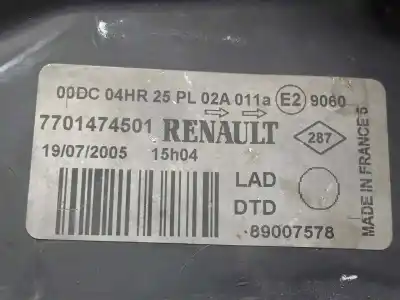 00DC 04HR 25 PL 02A 011a E2 9060
7701474501 RENAULT 287
19/07/2005 15h04
LAD
DTD
89007578
MADE IN FRANCE 5